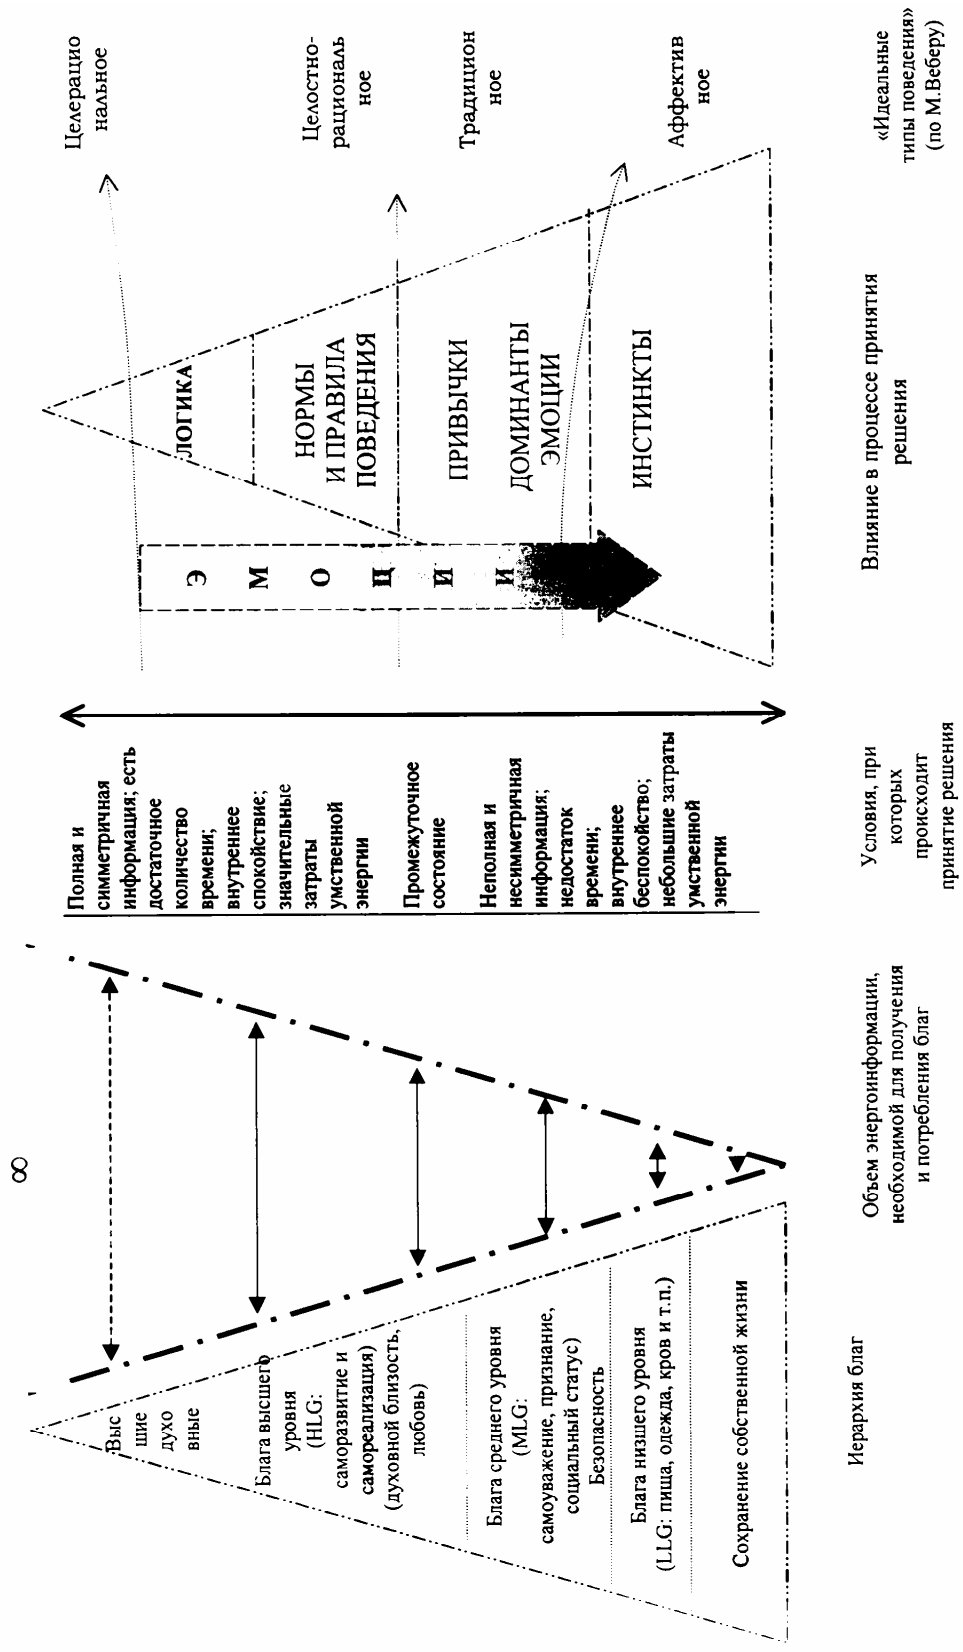 ∞
Выс
шие
духо
вные
Блага высшего
уровня
(HLG:
саморазвитие и
самореализация)
(духовной близость,
любовь)
Блага среднего уровня
(MLG:
самоуважение, признание,
социальный статус)
Безопасность
Блага низшего уровня
(LLG: пища, одежда, кров и т.п.)
Сохранение собственной жизни
Иерархия благ
Объем энергоинформации,
необходимой для получения
и потребления благ
Полная и
симметричная
информация; есть
достаточное
количество
времени;
внутреннее
спокойствие;
значительные
затраты
умственной
энергии
Промежуточное
состояние
Неполная и
несимметричная
информация;
недостаток
времени;
внутреннее
беспокойство;
небольшие затраты
умственной
энергии
Условия, при
которых
происходит
принятие решения
ЭМОЦИИ
ЛОГИКА
НОРМЫ
И ПРАВИЛА
ПОВЕДЕНИЯ
ПРИВЫЧКИ
ДОМИНАНТЫ
ЭМОЦИИ
ИНСТИНКТЫ
Влияние в процессе принятия
решения
Целерацио
нальное
Целостно-
рациональ
ное
Традицион
ное
Аффектив
ное
«Идеальные
типы поведения»
(по М.Веберу)